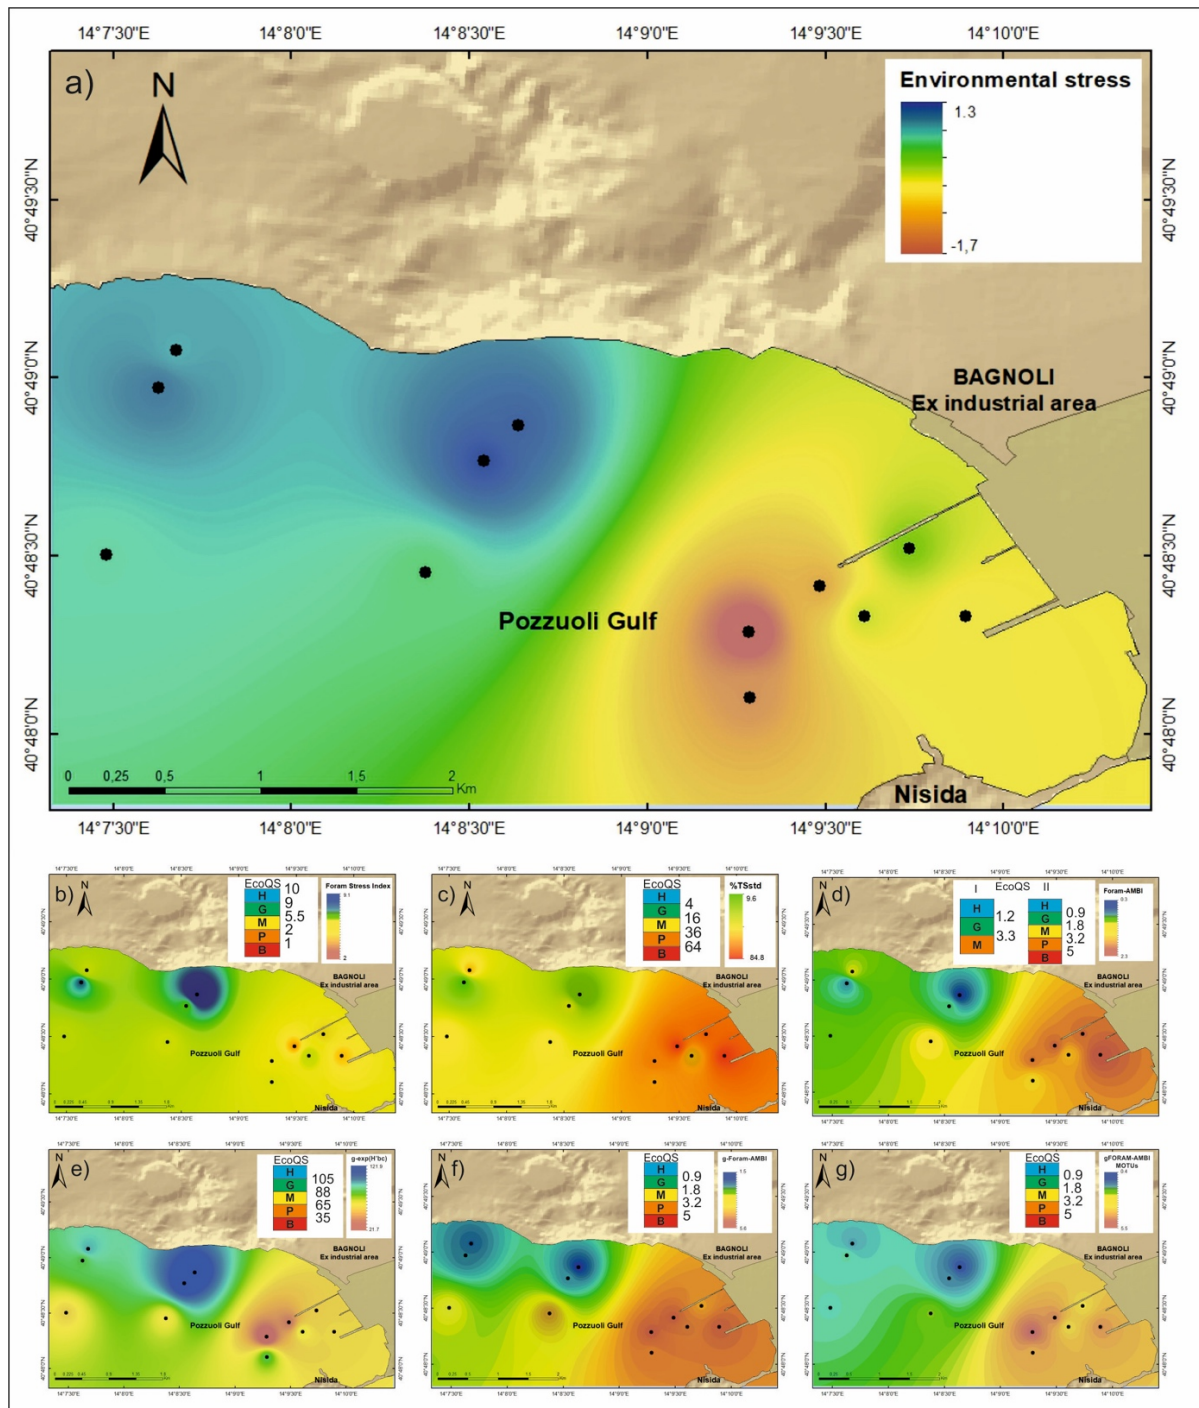 14°7'30"E 14°8'0"E 14°8'30"E 14°9'0"E 14°9'30"E 14°10'0"E
a)
N
Environmental stress
1.3
-1,7
40°49'30"N 40°49'30"N
40°49'0"N 40°49'0"N
BAGNOLI
Ex industrial area
40°48'30"N 40°48'30"N
Pozzuoli Gulf
40°48'0"N 40°48'0"N
0 0,25 0,5 1 1,5 2
Km
Nisida
14°7'30"E 14°8'0"E 14°8'30"E 14°9'0"E 14°9'30"E 14°10'0"E
b)
N
EcoQS
H
G
M
P
B
10
9
5.5
2
1
Foram Stress Index
9.1
2
BAGNOLI
Ex industrial area
Pozzuoli Gulf
Nisida
c)
N
EcoQS
H
G
M
P
B
4
16
36
64
%TSstd
9.6
84.8
BAGNOLI
Ex industrial area
Pozzuoli Gulf
Nisida
d)
N
I EcoQS II
H
G
M
1.2
3.3
H
G
M
P
B
0.9
1.8
3.2
5
Foram-AMBI
BAGNOLI
Ex industrial area
Pozzuoli Gulf
Nisida
e)
N
EcoQS
H
G
M
P
B
105
88
65
35
g-exp(H'bc)
121.9
21.7
BAGNOLI
Ex industrial area
Pozzuoli Gulf
Nisida
f)
N
EcoQS
H
G
M
P
B
0.9
1.8
3.2
5
g-Foram-AMBI
1.5
BAGNOLI
Ex industrial area
Pozzuoli Gulf
Nisida
g)
N
EcoQS
H
G
M
P
B
0.9
1.8
3.2
5
gFORAM-AMBI
MOTUs
0.4
5.5
BAGNOLI
Ex industrial area
Pozzuoli Gulf
Nisida